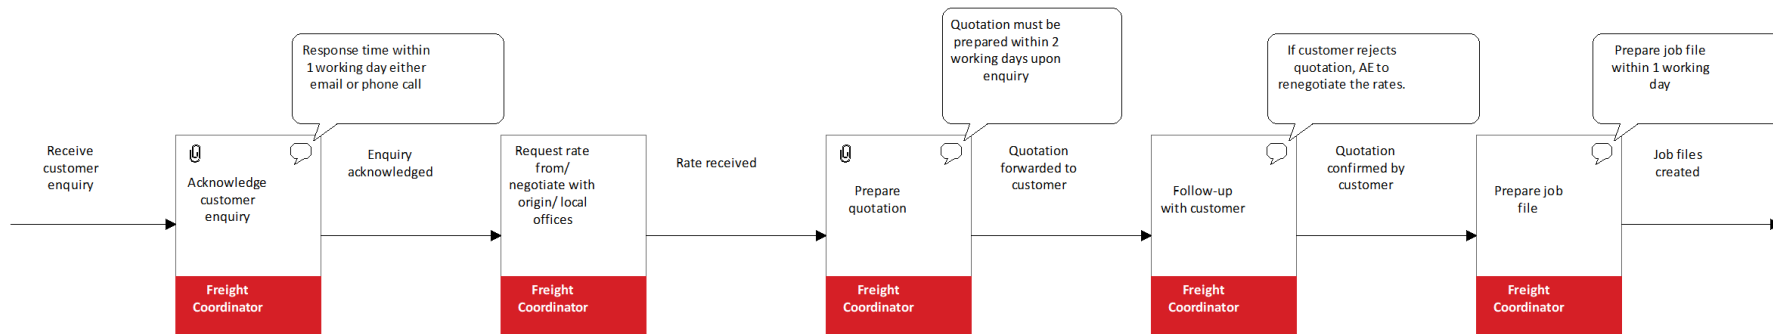 Receive
customer
enquiry
Response time within
1 working day either
email or phone call
Acknowledge
customer
enquiry
Freight
Coordinator
Enquiry
acknowledged
Request rate
from/
negotiate with
origin/ local
offices
Freight
Coordinator
Rate received
Quotation must be
prepared within 2
working days upon
enquiry
Prepare
quotation
Freight
Coordinator
Quotation
forwarded to
customer
If customer rejects
quotation, AE to
renegotiate the rates.
Follow-up
with customer
Freight
Coordinator
Quotation
confirmed by
customer
Prepare job file
within 1 working
day
Prepare job
file
Freight
Coordinator
Job files
created